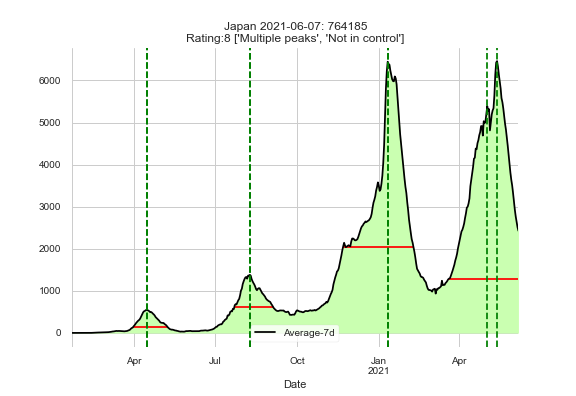 Japan 2021-06-07: 764185
Rating:8 ['Multiple peaks', 'Not in control']
6000
5000
4000
3000
2000
1000
0
Average-7d
Apr
Jul
Oct
Jan
2021
Apr
Date